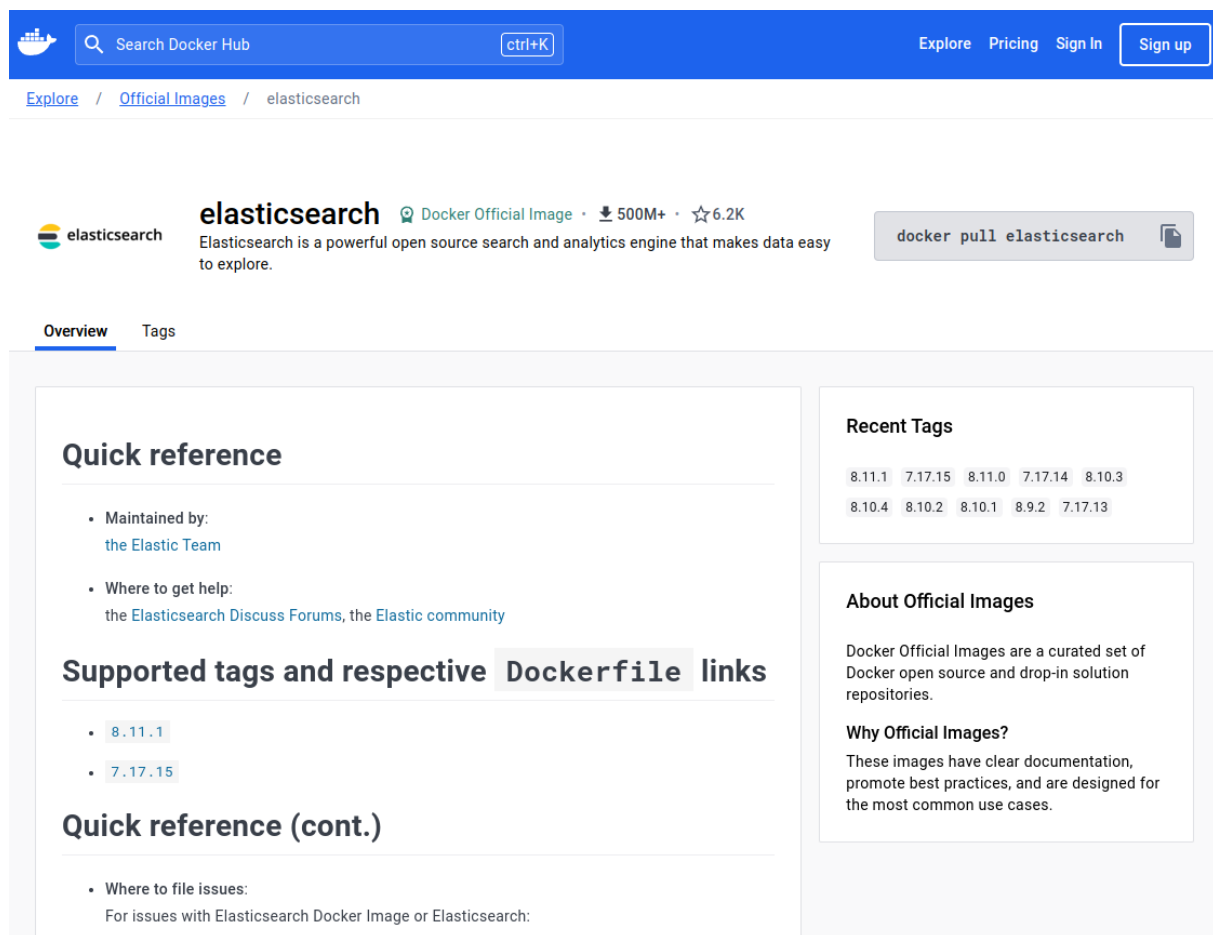 Search Docker Hub ctrl+K Explore Pricing Sign In Sign up
Explore / Official Images / elasticsearch
elasticsearch
elasticsearch Docker Official Image · 500M+ · 6.2K
Elasticsearch is a powerful open source search and analytics engine that makes data easy
to explore.
docker pull elasticsearch
Overview Tags
Quick reference
• Maintained by:
the Elastic Team
• Where to get help:
the Elasticsearch Discuss Forums, the Elastic community
Supported tags and respective Dockerfile links
• 8.11.1
• 7.17.15
Quick reference (cont.)
• Where to file issues:
For issues with Elasticsearch Docker Image or Elasticsearch:
Recent Tags
8.11.1 7.17.15 8.11.0 7.17.14 8.10.3
8.10.4 8.10.2 8.10.1 8.9.2 7.17.13
About Official Images
Docker Official Images are a curated set of
Docker open source and drop-in solution
repositories.
Why Official Images?
These images have clear documentation,
promote best practices, and are designed for
the most common use cases.